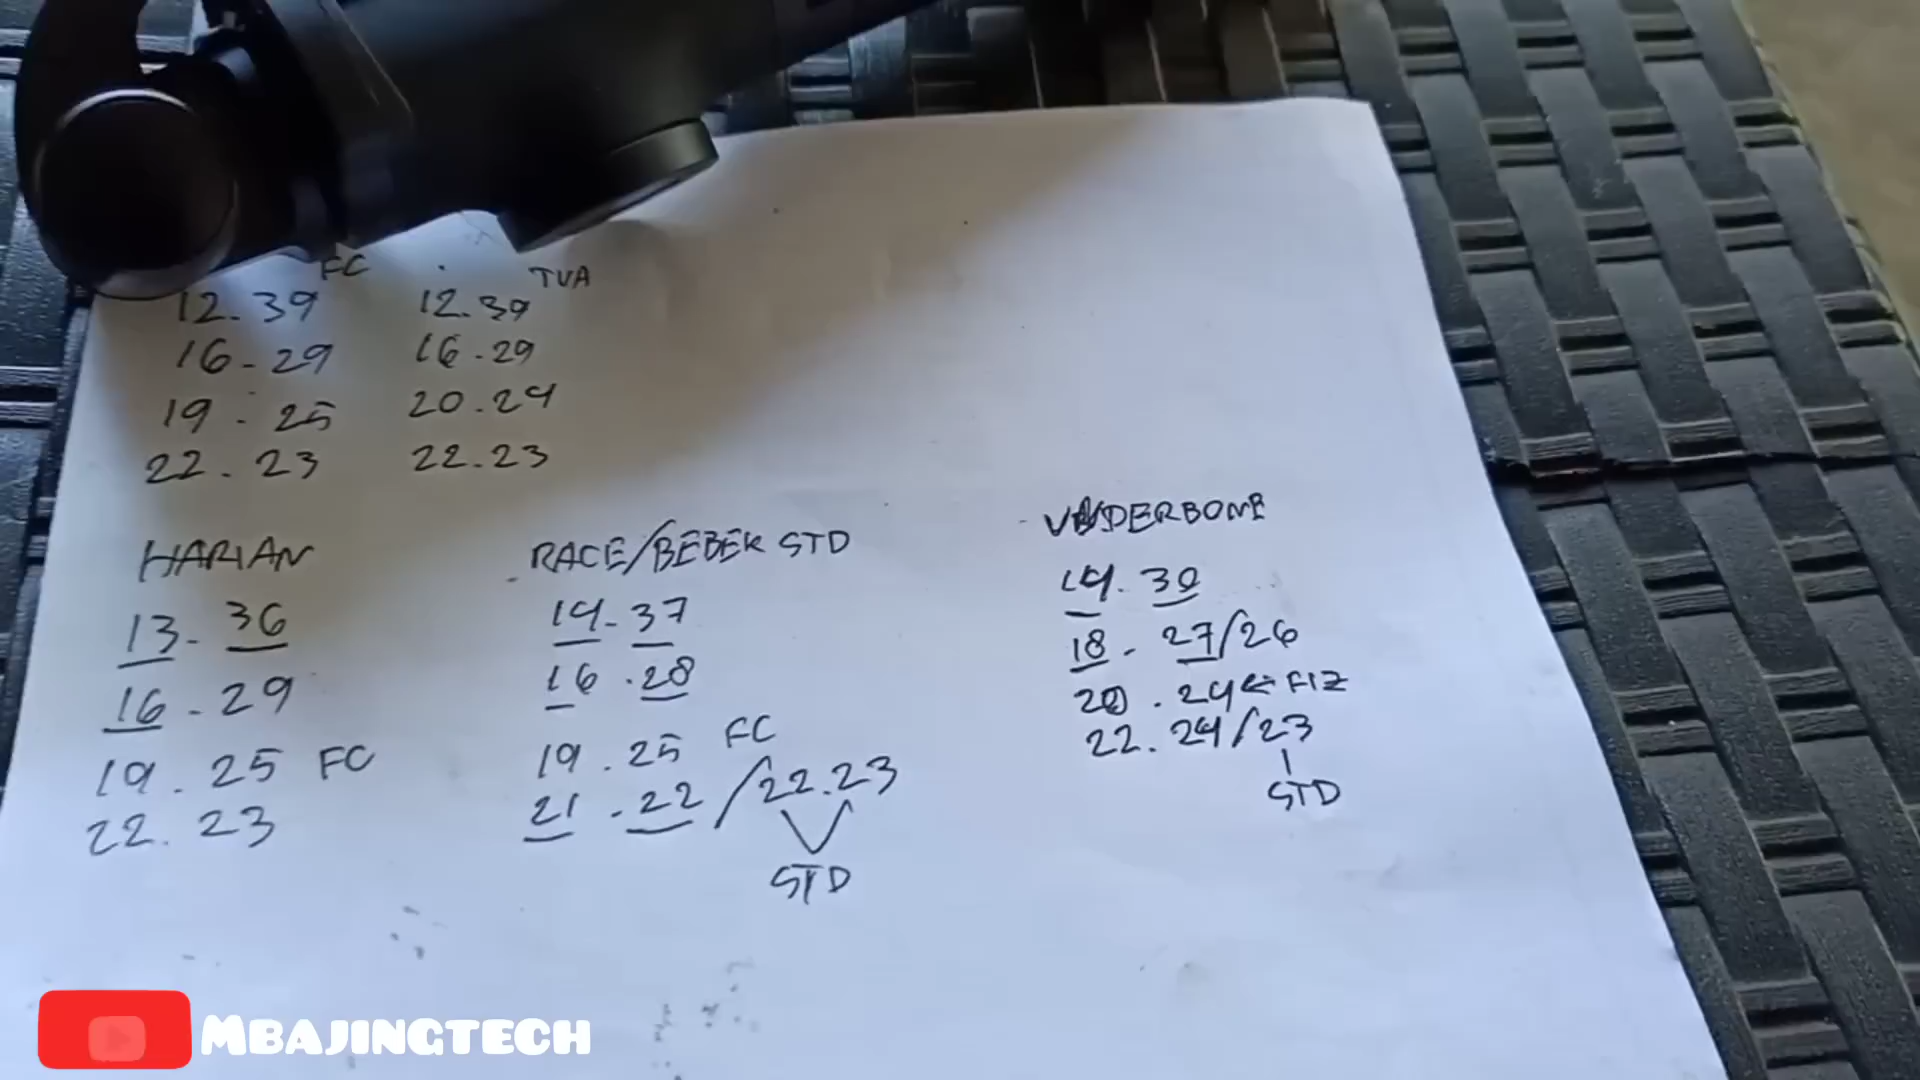 FC
12.39
16-29
19. 25
22. 23
TVA
12.39
16.29
20.24
22.23
HARIAN
13- 36
16-29
19. 25 FC
22. 23
RACE/BEBEK STD
14-37
16.28
19.25 FC
21.22/22.23
STD
14. 30
18- 27/26
20. 24←FIZ
22. 24/23
STD
MBAJINGTECH